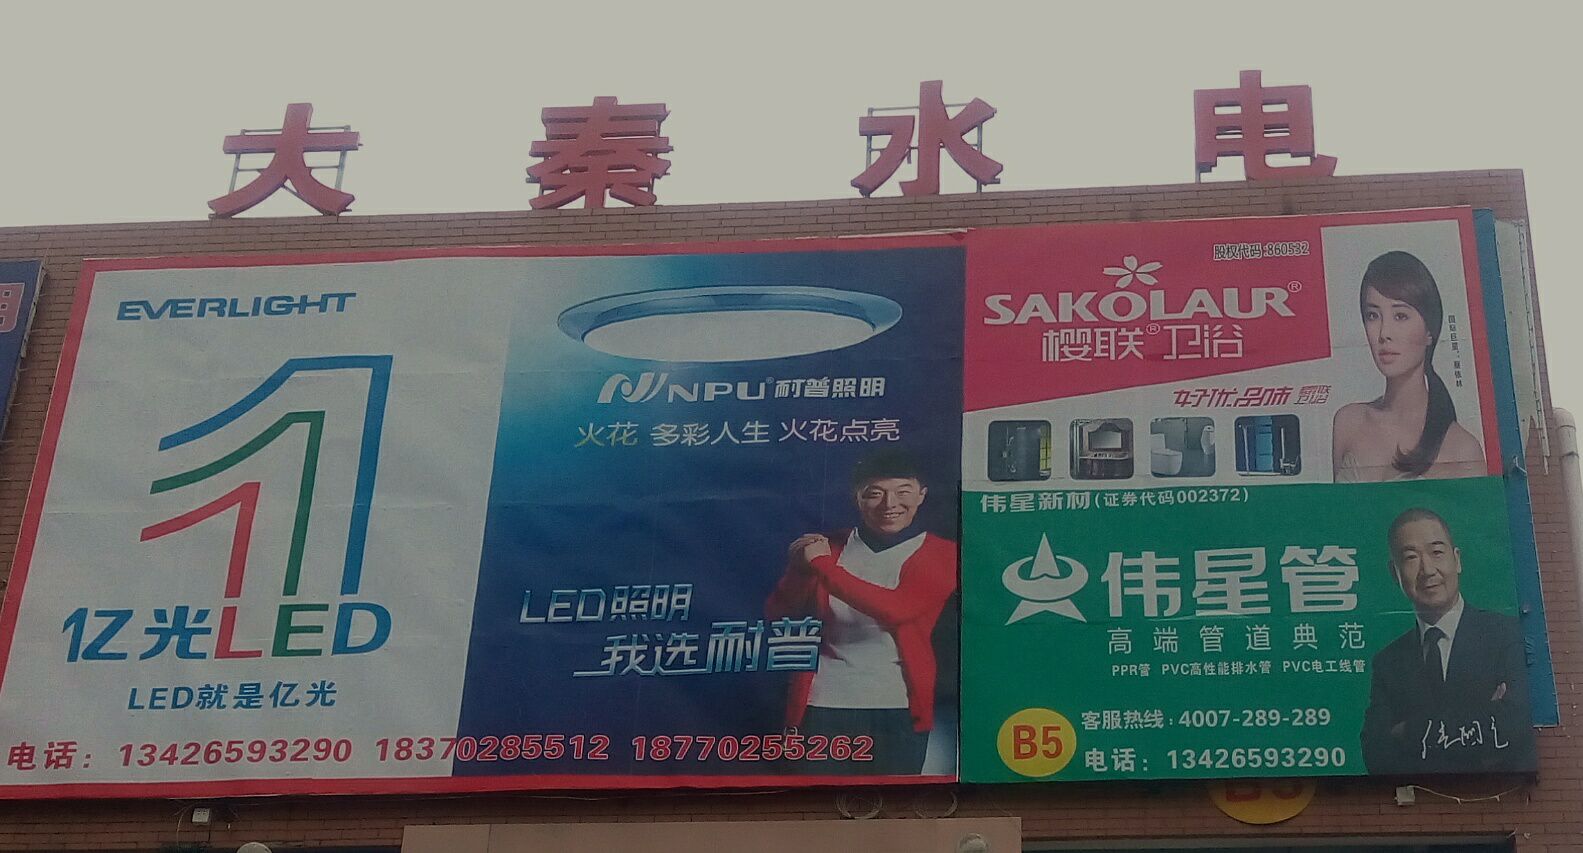 大秦水电
EVERLIGHT
亿光LED
LED就是亿光
NPU®耐普照明
火花 多彩人生 火花点亮
LED照明
我选耐普
电话：13426593290 18370285512 18770255262
股权代码:860532
SAKOLAUR®
樱联®卫浴
好优品味
伟星新材(证券代码002372)
伟星管
高端管道典范
PPR管 PVC高性能排水管 PVC电工线管
B5
客服热线：4007-289-289
电话：13426593290